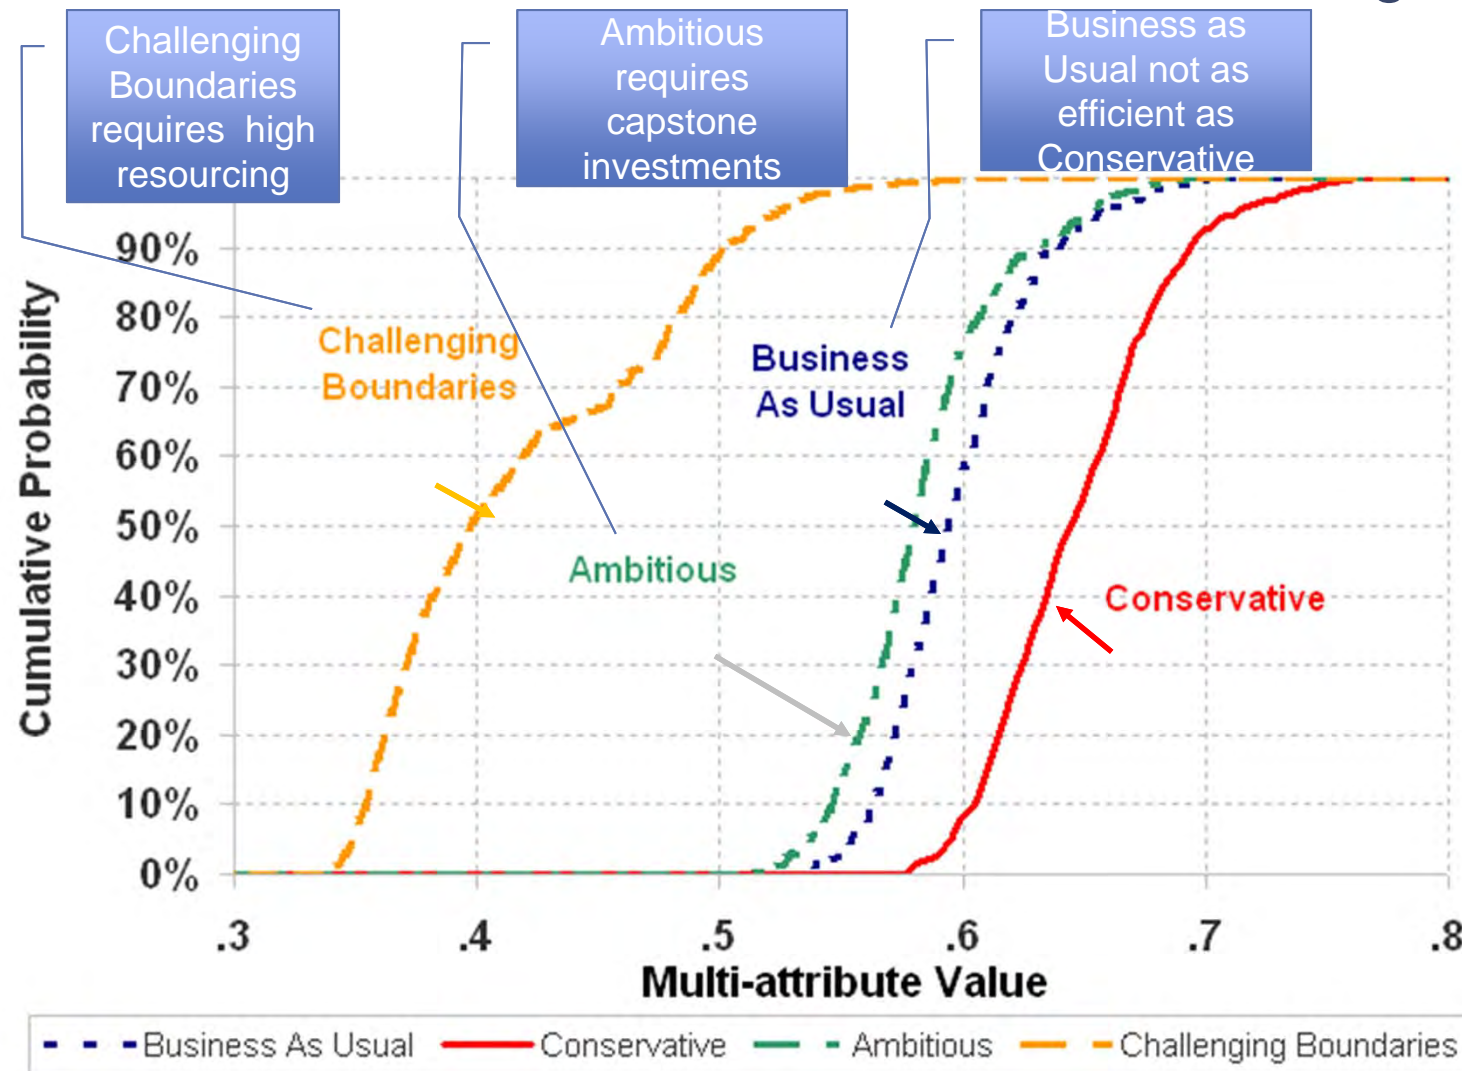 Challenging
Boundaries
requires high
resourcing
Ambitious
requires
capstone
investments
Business as
Usual not as
efficient as
Conservative
Cumulative Probability
90%
80%
70%
60%
50%
40%
30%
20%
10%
0%
Challenging
Boundaries
Business
As Usual
Ambitious
Conservative
.3 .4 .5 .6 .7 .8
Multi-attribute Value
Business As Usual Conservative Ambitious Challenging Boundaries